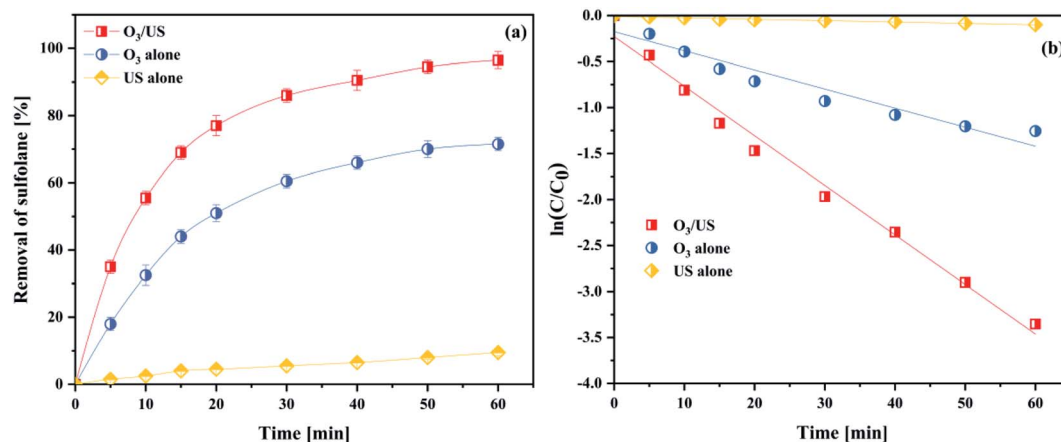 (a)
O₃/US
O₃ alone
US alone
Removal of sulfolane [%]
100
80
60
40
20
0
0 10 20 30 40 50 60
Time [min]
(b)
ln(C/C₀)
0.0
-0.5
-1.0
-1.5
-2.0
-2.5
-3.0
-3.5
-4.0
O₃/US
O₃ alone
US alone
0 10 20 30 40 50 60
Time [min]